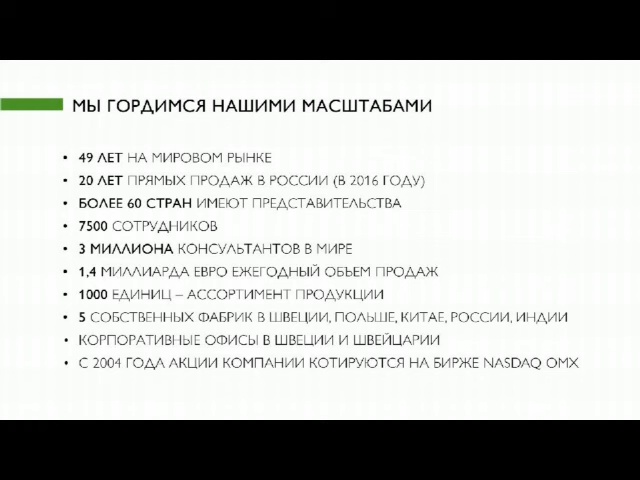 МЫ ГОРДИМСЯ НАШИМИ МАСШТАБАМИ
• 49 ЛЕТ НА МИРОВОМ РЫНКЕ
• 20 ЛЕТ ПРЯМЫХ ПРОДАЖ В РОССИИ (В 2016 ГОДУ)
• БОЛЕЕ 60 СТРАН ИМЕЮТ ПРЕДСТАВИТЕЛЬСТВА
• 7500 СОТРУДНИКОВ
• 3 МИЛЛИОНА КОНСУЛЬТАНТОВ В МИРЕ
• 1,4 МИЛЛИАРДА ЕВРО ЕЖЕГОДНЫЙ ОБЪЕМ ПРОДАЖ
• 1000 ЕДИНИЦ – АССОРТИМЕНТ ПРОДУКЦИИ
• 5 СОБСТВЕННЫХ ФАБРИК В ШВЕЦИИ, ПОЛЬШЕ, КИТАЕ, РОССИИ, ИНДИИ
• КОРПОРАТИВНЫЕ ОФИСЫ В ШВЕЦИИ И ШВЕЙЦАРИИ
• С 2004 ГОДА АКЦИИ КОМПАНИИ КОТИРУЮТСЯ НА БИРЖЕ NASDAQ OMX